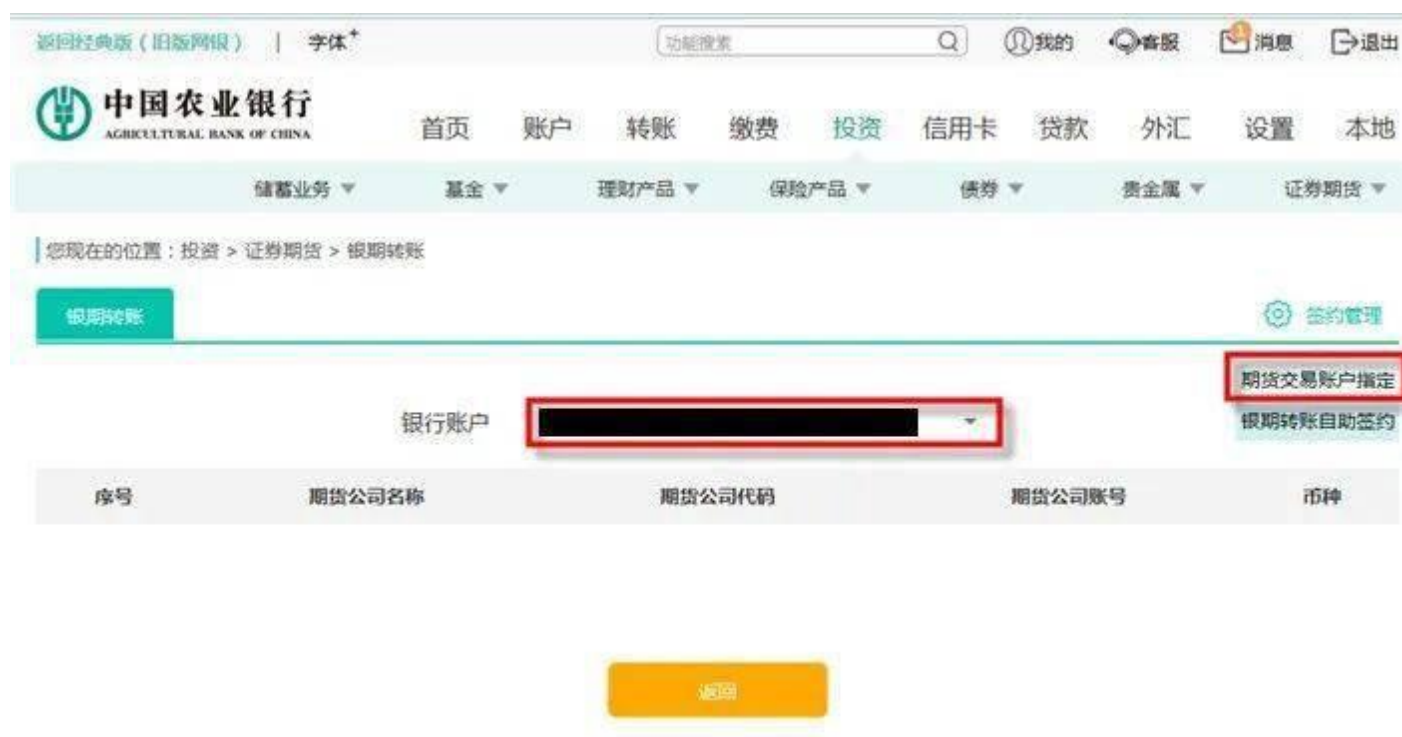 返回经典版（旧版网银） | 字体+ 功能搜索 我的 客服 1 消息 退出
中国农业银行
AGRICULTURAL BANK OF CHINA
首页 账户 转账 缴费 投资 信用卡 贷款 外汇 设置 本地
储蓄业务 基金 理财产品 保险产品 债券 贵金属 证券期货
您现在的位置：投资 > 证券期货 > 银期转账
银期转账 签约管理
期货交易账户指定
银行账户 银期转账自助签约
序号 期货公司名称 期货公司代码 期货公司账号 币种
返回